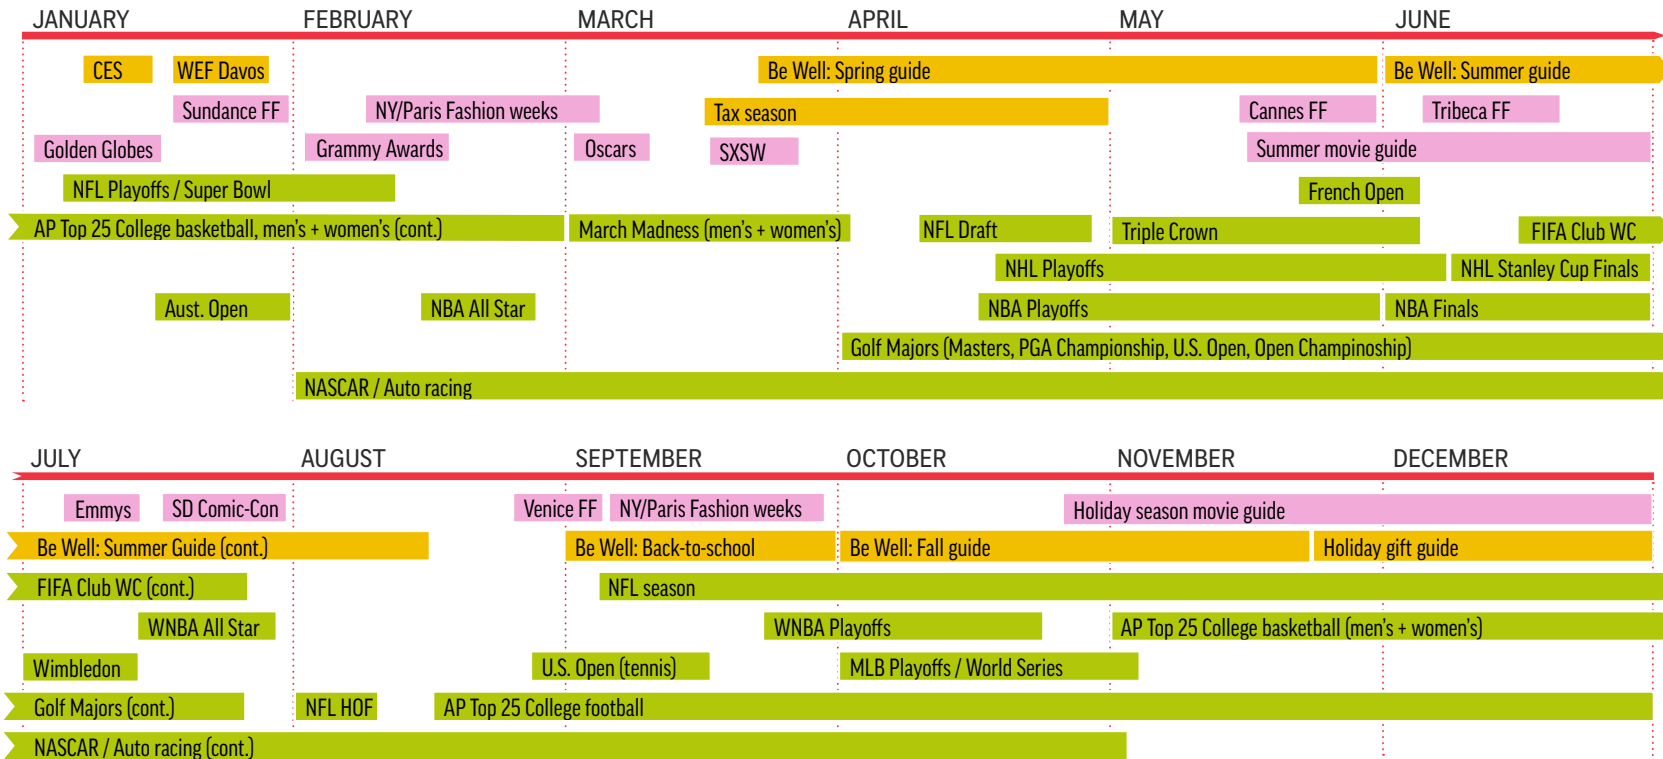 JANUARY FEBRUARY MARCH APRIL MAY JUNE
CES WEF Davos Be Well: Spring guide Be Well: Summer guide
Sundance FF NY/Paris Fashion weeks Tax season Cannes FF Tribeca FF
Golden Globes Grammy Awards Oscars SXSW Summer movie guide
NFL Playoffs / Super Bowl French Open
AP Top 25 College basketball, men's + women's (cont.) March Madness (men's + women's) NFL Draft Triple Crown FIFA Club WC
NHL Playoffs NHL Stanley Cup Finals
Aust. Open NBA All Star NBA Playoffs NBA Finals
Golf Majors (Masters, PGA Championship, U.S. Open, Open Champinoship)
NASCAR / Auto racing
JULY AUGUST SEPTEMBER OCTOBER NOVEMBER DECEMBER
Emmys SD Comic-Con Venice FF NY/Paris Fashion weeks Holiday season movie guide
Be Well: Summer Guide (cont.) Be Well: Back-to-school Be Well: Fall guide Holiday gift guide
FIFA Club WC (cont.) NFL season
WNBA All Star WNBA Playoffs AP Top 25 College basketball (men's + women's)
Wimbledon U.S. Open (tennis) MLB Playoffs / World Series
Golf Majors (cont.) NFL HOF AP Top 25 College football
NASCAR / Auto racing (cont.)